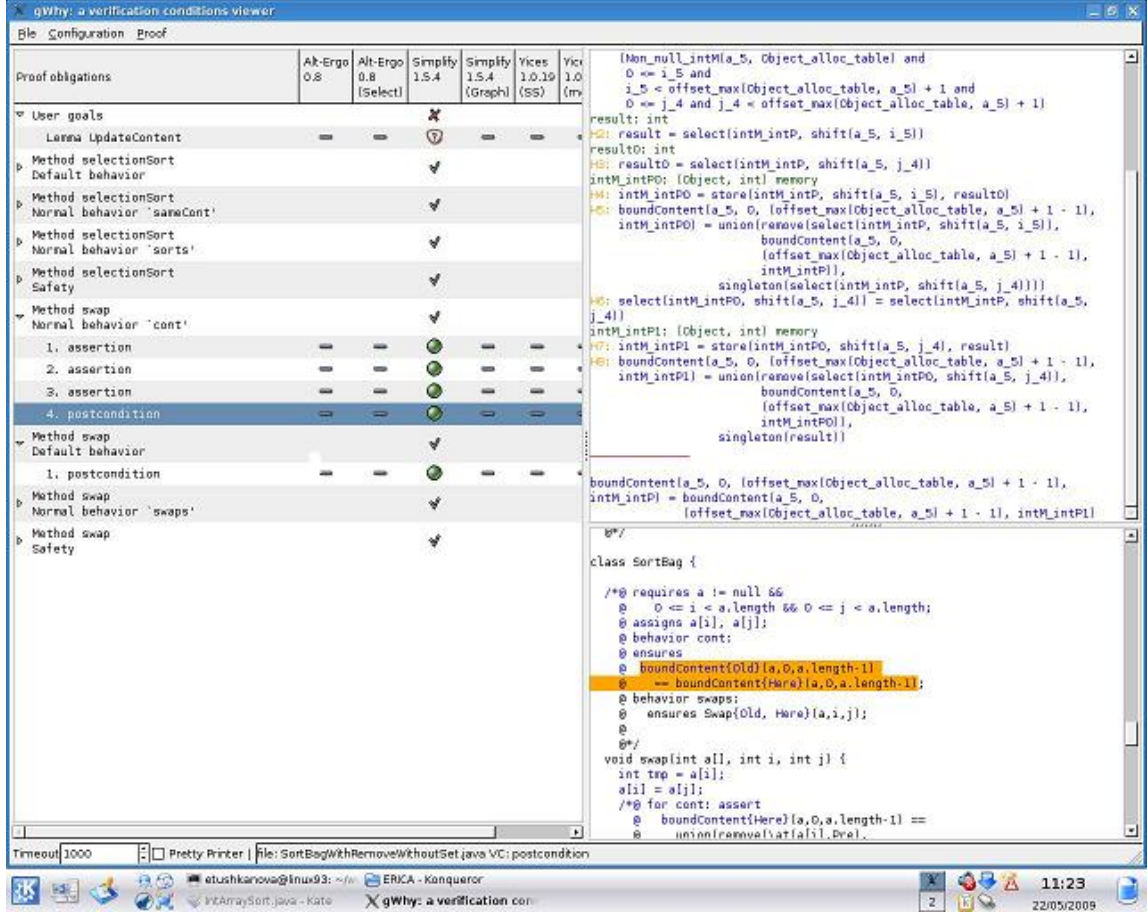 gWhy: a verification conditions viewer
File Configuration Proof
Proof obligations
Alt-Ergo 0.8
Alt-Ergo 0.8 (Select)
Simplify 1.5.4
Simplify 1.5.4 (Graph)
Yices 1.0.19 (SS)
User goals
Lemma UpdateContent
Method selectionSort
Default behavior
Method selectionSort
Normal behavior `sameCont'
Method selectionSort
Normal behavior `sorts'
Method selectionSort
Safety
Method swap
Normal behavior `cont'
1. assertion
2. assertion
3. assertion
4. postcondition
Method swap
Default behavior
1. postcondition
Method swap
Normal behavior `swaps'
Method swap
Safety
(Non_null_intM(a_5, Object_alloc_table) and
0 <= i_5 and
i_5 < offset_max(Object_alloc_table, a_5) + 1 and
0 <= j_4 and j_4 < offset_max(Object_alloc_table, a_5) + 1)
result: int
H2: result = select(intM_intP, shift(a_5, i_5))
result0: int
H3: result0 = select(intM_intP, shift(a_5, j_4))
intM_intP0: (Object, int) memory
H4: intM_intP0 = store(intM_intP, shift(a_5, i_5), result0)
H5: boundContent(a_5, 0, (offset_max(Object_alloc_table, a_5) + 1 - 1),
intM_intP0) = union(remove(select(intM_intP, shift(a_5, i_5)),
boundContent(a_5, 0,
(offset_max(Object_alloc_table, a_5) + 1 - 1),
intM_intP)),
singleton(select(intM_intP, shift(a_5, j_4))))
H6: select(intM_intP0, shift(a_5, j_4)) = select(intM_intP, shift(a_5,
j_4))
intM_intP1: (Object, int) memory
H7: intM_intP1 = store(intM_intP0, shift(a_5, j_4), result)
H8: boundContent(a_5, 0, (offset_max(Object_alloc_table, a_5) + 1 - 1),
intM_intP1) = union(remove(select(intM_intP0, shift(a_5, j_4)),
boundContent(a_5, 0,
(offset_max(Object_alloc_table, a_5) + 1 - 1),
intM_intP0)),
singleton(result))
boundContent(a_5, 0, (offset_max(Object_alloc_table, a_5) + 1 - 1),
intM_intP) = boundContent(a_5, 0,
(offset_max(Object_alloc_table, a_5) + 1 - 1), intM_intP1)
@*/
class SortBag {
/*@ requires a != null &&
@ 0 <= i < a.length && 0 <= j < a.length;
@ assigns a[i], a[j];
@ behavior cont:
@ ensures
@ boundContent{Old}(a,0,a.length-1)
@ == boundContent{Here}(a,0,a.length-1);
@ behavior swaps:
@ ensures Swap{Old, Here}(a,i,j);
@
@*/
void swap(int a[], int i, int j) {
int tmp = a[i];
a[i] = a[j];
/*@ for cont: assert
@ boundContent{Here}(a,0,a.length-1) ==
@ union(remove(\at(a[i],Pre),
Timeout 1000 Pretty Printer | file: SortBagWithRemoveWithoutSet.java VC: postcondition
etushkanova@linux93: ~/w
ERICA - Konqueror
IntArraySort.java - Kate
gWhy: a verification con
2
11:23
22/05/2009